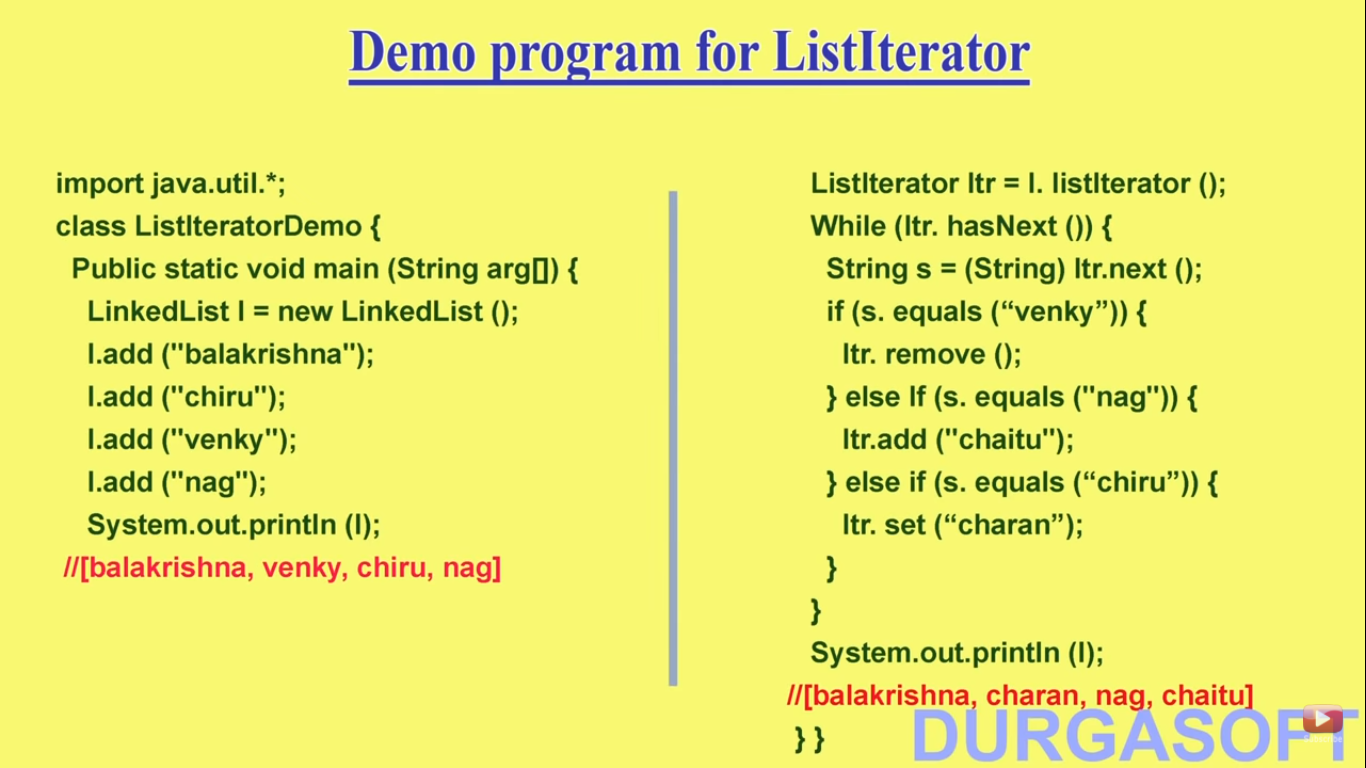 Demo program for ListIterator
import java.util.*;
class ListIteratorDemo {
Public static void main (String arg[]) {
LinkedList l = new LinkedList ();
l.add ("balakrishna");
l.add ("chiru");
l.add ("venky");
l.add ("nag");
System.out.println (l);
//[balakrishna, venky, chiru, nag]
ListIterator ltr = l. listIterator ();
While (ltr. hasNext ()) {
String s = (String) ltr.next ();
if (s. equals (“venky”)) {
ltr. remove ();
} else If (s. equals ("nag")) {
ltr.add ("chaitu");
} else if (s. equals (“chiru”)) {
ltr. set (“charan”);
}
}
System.out.println (l);
//[balakrishna, charan, nag, chaitu]
} }
DURGASOFT
Subscribe